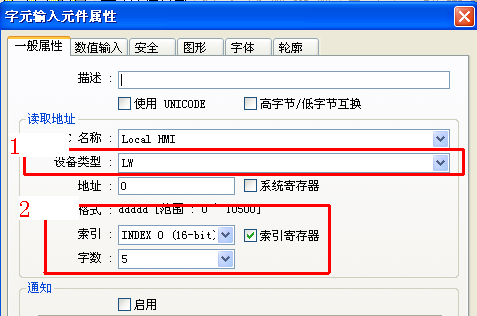 字元输入元件属性
一般属性 数值输入 安全 图形 字体 轮廓
描述 :
使用 UNICODE 高字节/低字节互换
读取地址
名称 : Local HMI
1
设备类型 : LW
地址 : 0 系统寄存器
2
格式 : ddddd [范围 : 0 ~ 10500]
索引 : INDEX 0 (16-bit) 索引寄存器
字数 : 5
通知
启用